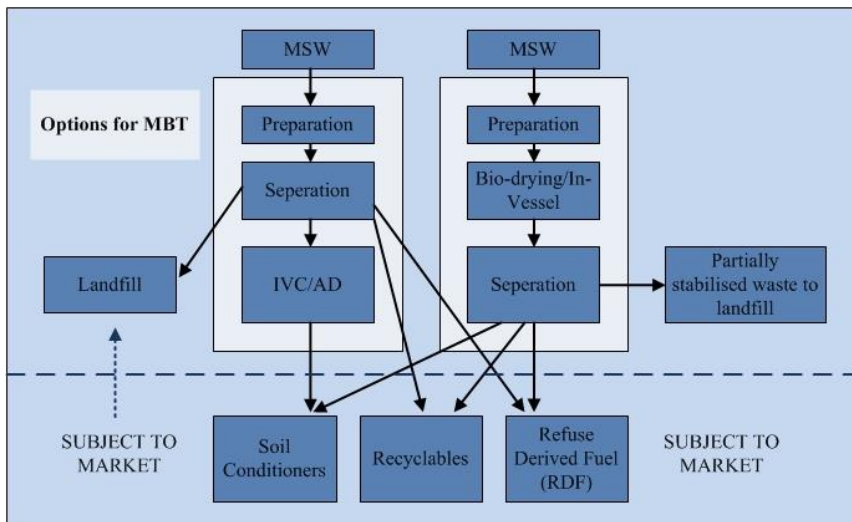 MSW
MSW
Options for MBT
Preparation
Preparation
Seperation
Bio-drying/In-
Vessel
Landfill
IVC/AD
Seperation
Partially
stabilised waste to
landfill
SUBJECT TO
MARKET
Soil
Conditioners
Recyclables
Refuse
Derived Fuel
(RDF)
SUBJECT TO
MARKET